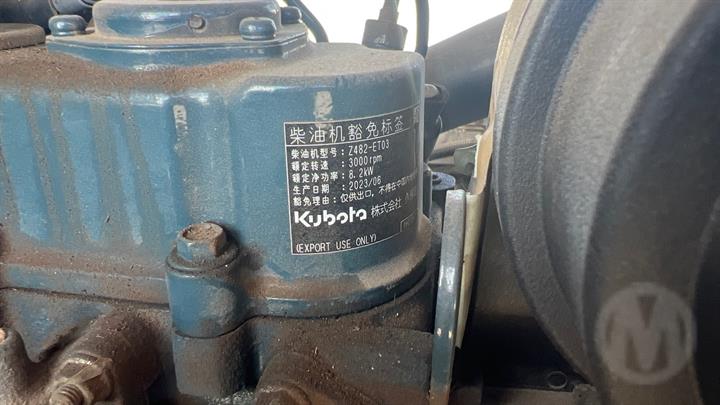 柴油机豁免标签
柴油机型号: Z482-ET03
额定转速 : 3000rpm
额定净功率: 8.2kW
生产日期 : 2023/06
豁免理由: 仅供出口，不得在中国
Kubota 株式会社
(EXPORT USE ONLY)
M